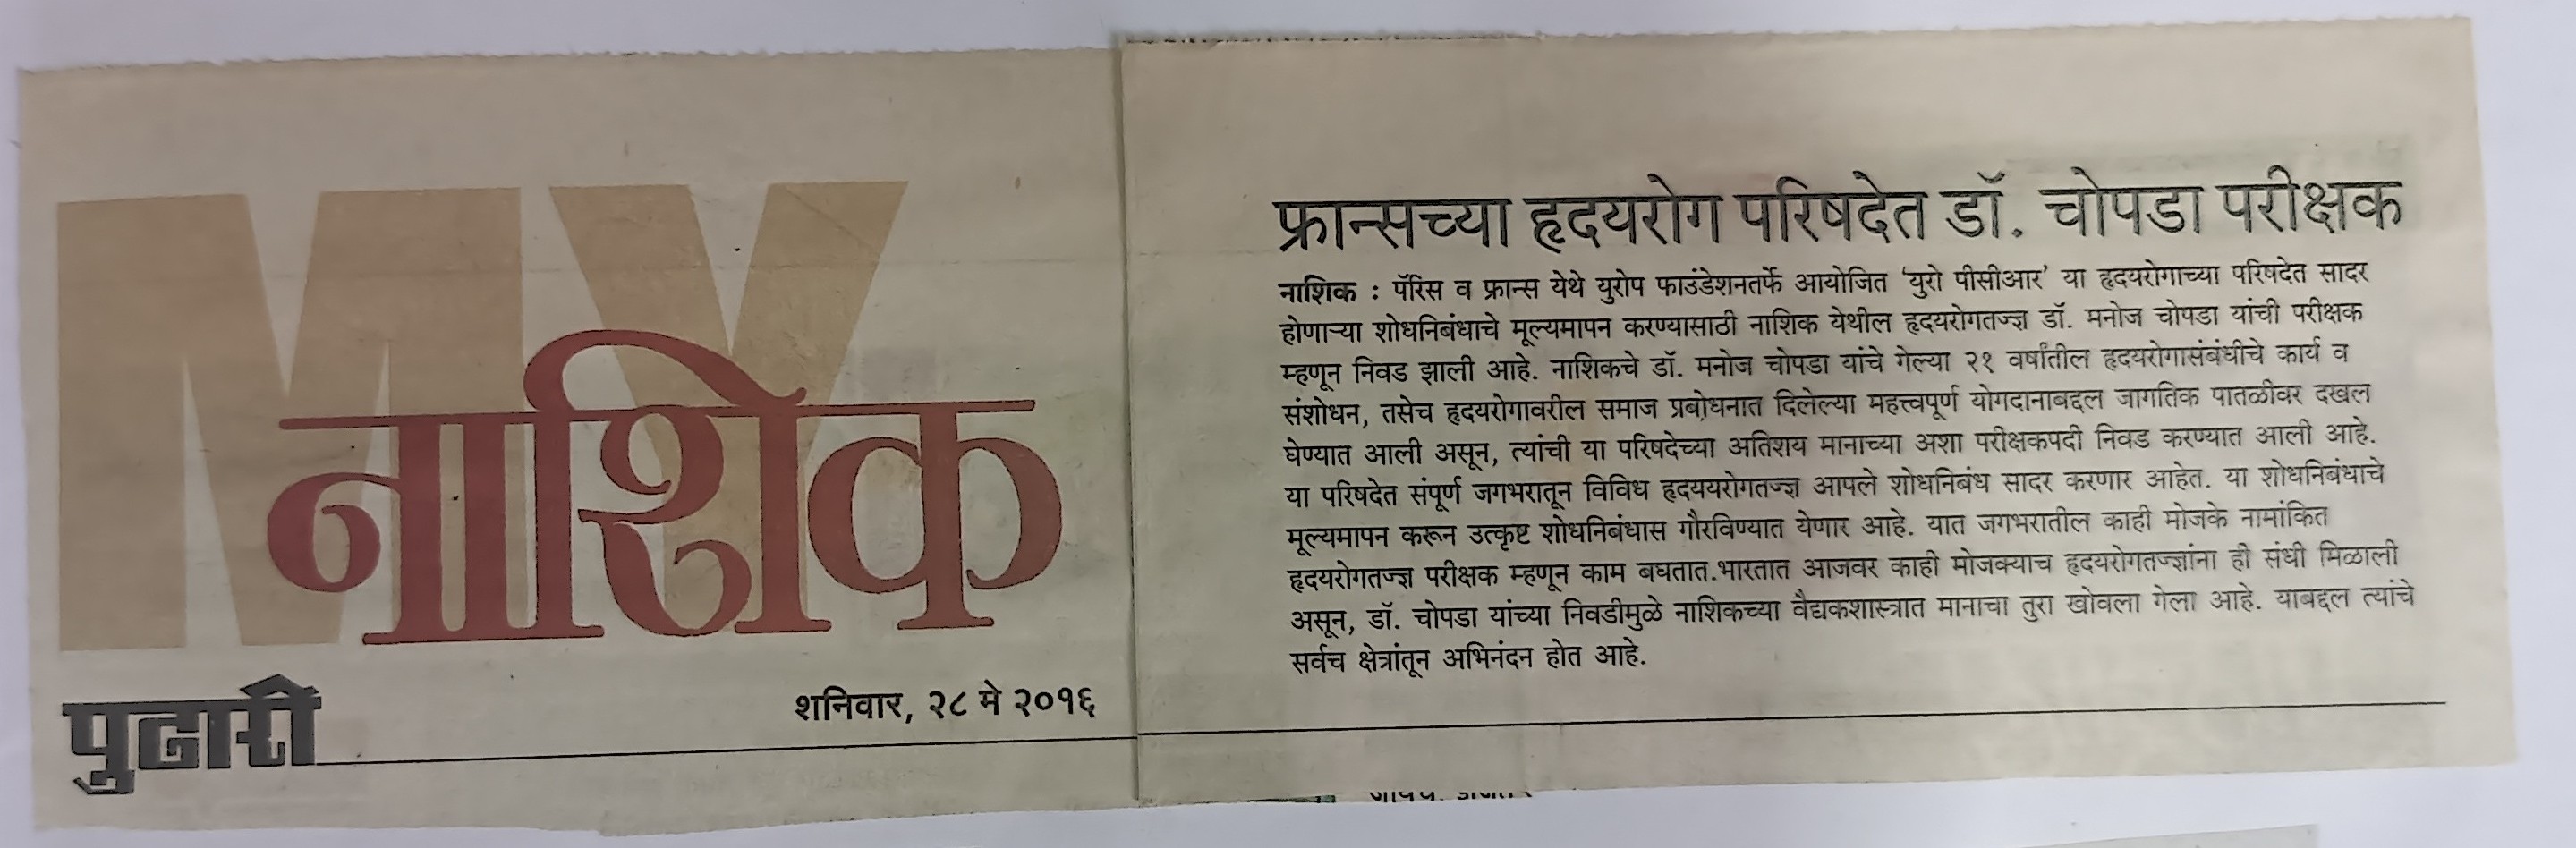 MY
नाशिक
पुढारी
शनिवार, २८ मे २०१६
फ्रान्सच्या हृदयरोग परिषदेत डॉ. चोपडा परीक्षक
नाशिक : पॅरिस व फ्रान्स येथे युरोप फाउंडेशनतर्फे आयोजित ‘युरो पीसीआर’ या हृदयरोगाच्या परिषदेत सादर
होणाऱ्या शोधनिबंधाचे मूल्यमापन करण्यासाठी नाशिक येथील हृदयरोगतज्ज्ञ डॉ. मनोज चोपडा यांची परीक्षक
म्हणून निवड झाली आहे. नाशिकचे डॉ. मनोज चोपडा यांचे गेल्या २१ वर्षांतील हृदयरोगासंबंधीचे कार्य व
संशोधन, तसेच हृदयरोगावरील समाज प्रबोधनात दिलेल्या महत्त्वपूर्ण योगदानाबद्दल जागतिक पातळीवर दखल
घेण्यात आली असून, त्यांची या परिषदेच्या अतिशय मानाच्या अशा परीक्षकपदी निवड करण्यात आली आहे.
या परिषदेत संपूर्ण जगभरातून विविध हृदययरोगतज्ज्ञ आपले शोधनिबंध सादर करणार आहेत. या शोधनिबंधाचे
मूल्यमापन करून उत्कृष्ट शोधनिबंधास गौरविण्यात येणार आहे. यात जगभरातील काही मोजके नामांकित
हृदयरोगतज्ज्ञ परीक्षक म्हणून काम बघतात.भारतात आजवर काही मोजक्याच हृदयरोगतज्ज्ञांना ही संधी मिळाली
असून, डॉ. चोपडा यांच्या निवडीमुळे नाशिकच्या वैद्यकशास्त्रात मानाचा तुरा खोवला गेला आहे. याबद्दल त्यांचे
सर्वच क्षेत्रांतून अभिनंदन होत आहे.